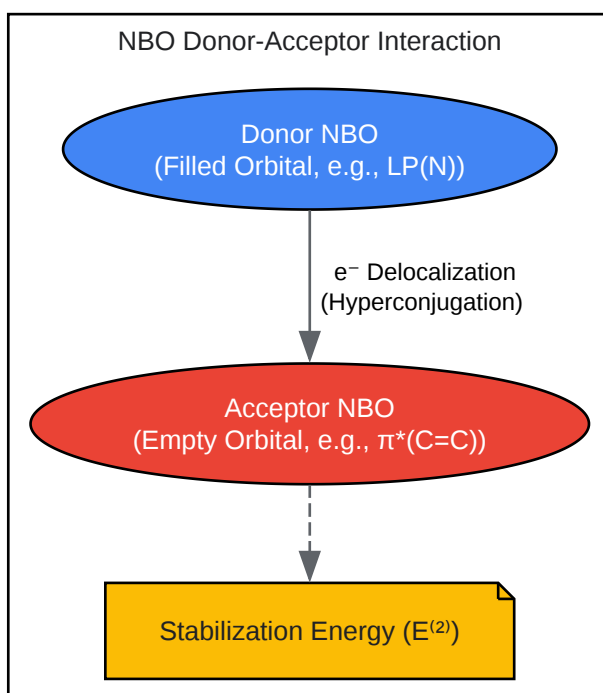 NBO Donor-Acceptor Interaction
Donor NBO
(Filled Orbital, e.g., LP(N))
e⁻ Delocalization
(Hyperconjugation)
Acceptor NBO
(Empty Orbital, e.g., π*(C=C))
Stabilization Energy (E⁽²⁾)